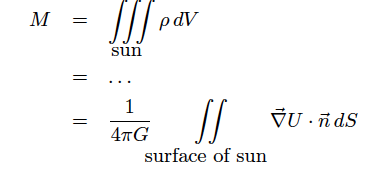 M = ∭ ρ dV
sun
= ...
= 1/4πG ∬ ∇⃗U · n⃗ dS
surface of sun